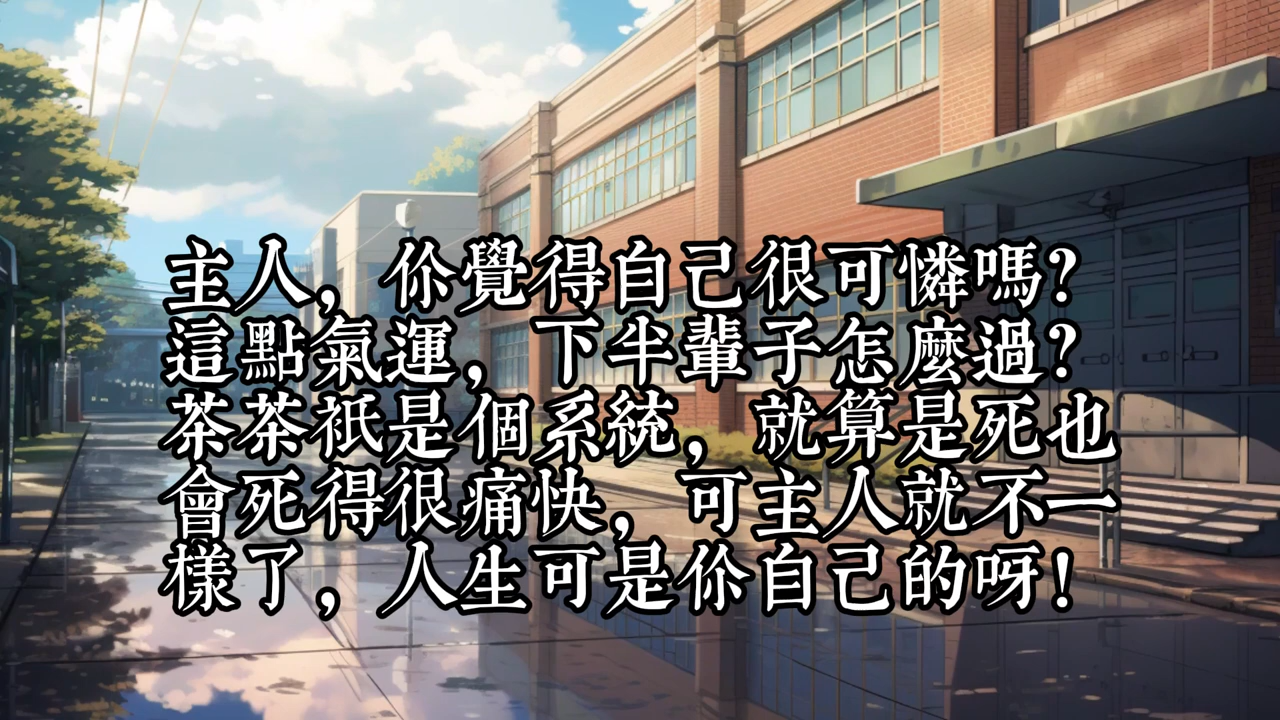 主人，你覺得自己很可憐嗎？
這點氣運，下半輩子怎麼過？
茶茶祇是個系統，就算是死也
會死得很痛快，可主人就不一
樣了，人生可是你自己的呀！